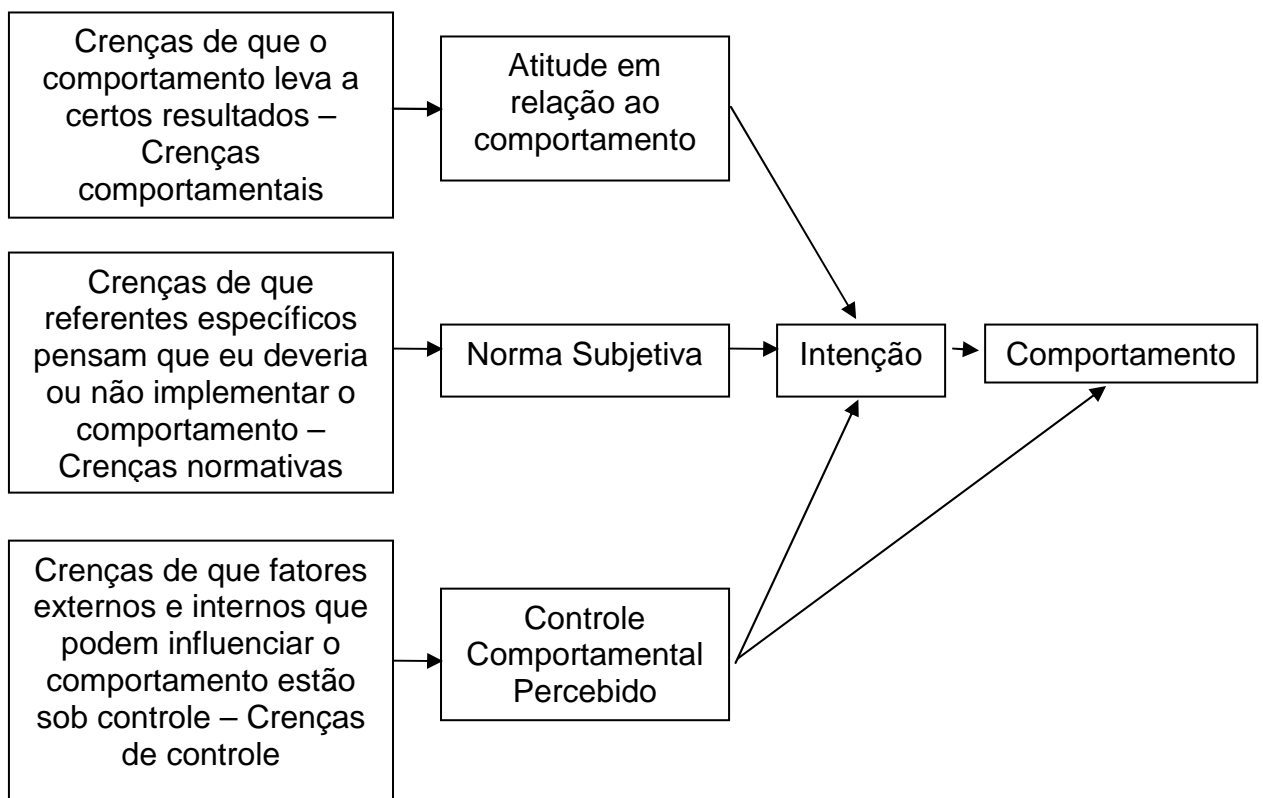 Crenças de que o
comportamento leva a
certos resultados –
Crenças
comportamentais
Atitude em
relação ao
comportamento
Crenças de que
referentes específicos
pensam que eu deveria
ou não implementar o
comportamento –
Crenças normativas
Norma Subjetiva
Intenção
Comportamento
Crenças de que fatores
externos e internos que
podem influenciar o
comportamento estão
sob controle – Crenças
de controle
Controle
Comportamental
Percebido